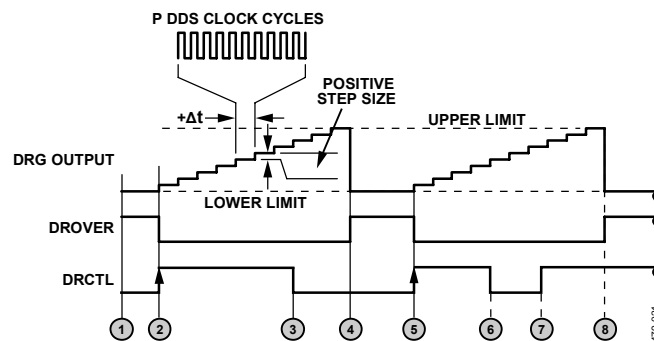 P DDS CLOCK CYCLES
POSITIVE
STEP SIZE
+Δt
UPPER LIMIT
DRG OUTPUT
LOWER LIMIT
DROVER
DRCTL
1 2 3 4 5 6 7 8